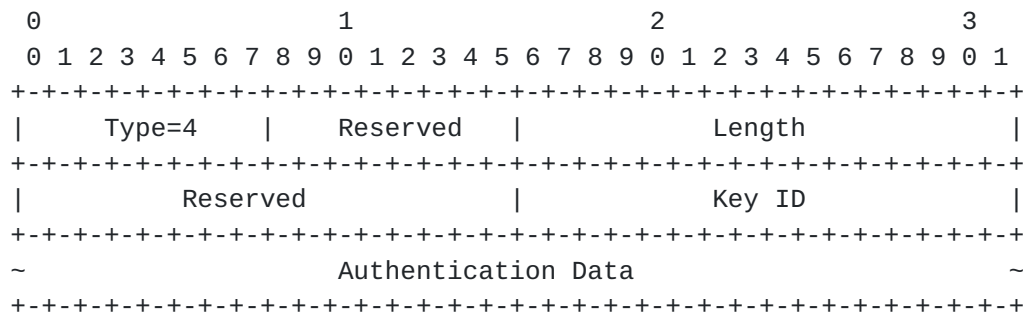 0                   1                   2                   3
 0 1 2 3 4 5 6 7 8 9 0 1 2 3 4 5 6 7 8 9 0 1 2 3 4 5 6 7 8 9 0 1
+-+-+-+-+-+-+-+-+-+-+-+-+-+-+-+-+-+-+-+-+-+-+-+-+-+-+-+-+-+-+-+-+
|     Type=4    |    Reserved   |            Length             |
+-+-+-+-+-+-+-+-+-+-+-+-+-+-+-+-+-+-+-+-+-+-+-+-+-+-+-+-+-+-+-+-+
|          Reserved             |            Key ID             |
+-+-+-+-+-+-+-+-+-+-+-+-+-+-+-+-+-+-+-+-+-+-+-+-+-+-+-+-+-+-+-+-+
~                    Authentication Data                        ~
+-+-+-+-+-+-+-+-+-+-+-+-+-+-+-+-+-+-+-+-+-+-+-+-+-+-+-+-+-+-+-+-+